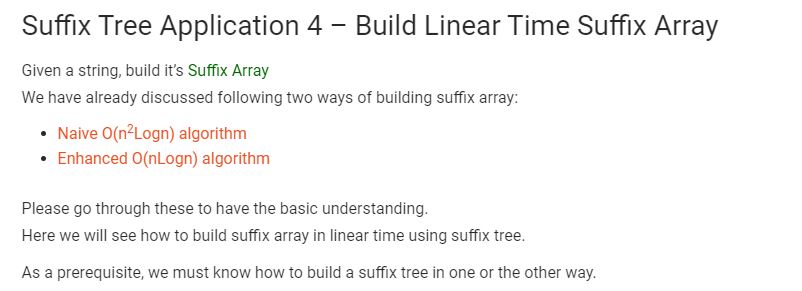 Suffix Tree Application 4 – Build Linear Time Suffix Array
Given a string, build it's Suffix Array
We have already discussed following two ways of building suffix array:
• Naive O(n²Logn) algorithm
• Enhanced O(nLogn) algorithm
Please go through these to have the basic understanding.
Here we will see how to build suffix array in linear time using suffix tree.
As a prerequisite, we must know how to build a suffix tree in one or the other way.